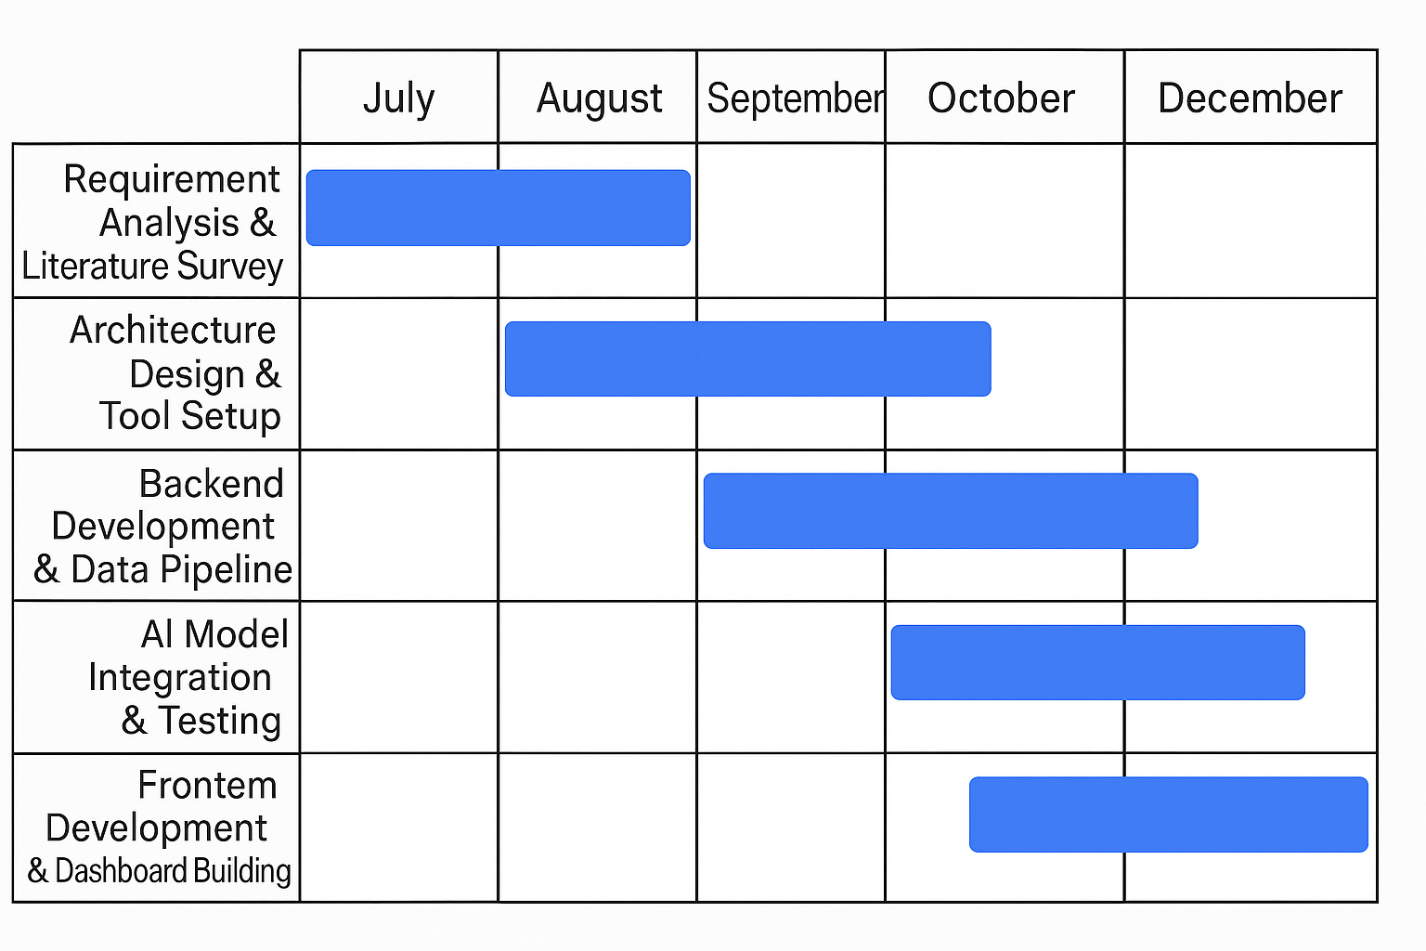 July August September October December
Requirement
Analysis &
Literature Survey
Architecture
Design &
Tool Setup
Backend
Development
& Data Pipeline
AI Model
Integration
& Testing
Frontem
Development
& Dashboard Building